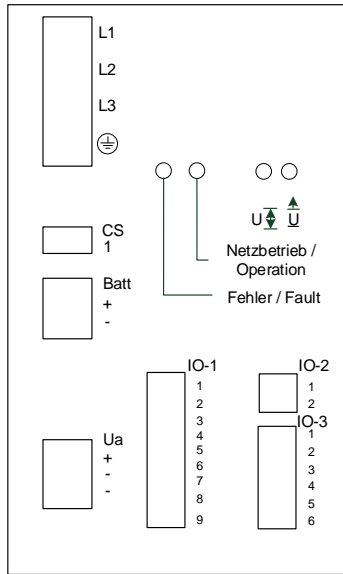 L1
L2
L3
U U
CS
1
Netzbetrieb /
Operation
Batt
+
-
Fehler / Fault
IO-1
1
2
3
4
5
6
7
8
9
IO-2
1
2
IO-3
1
2
3
4
5
6
Ua
+
-
-